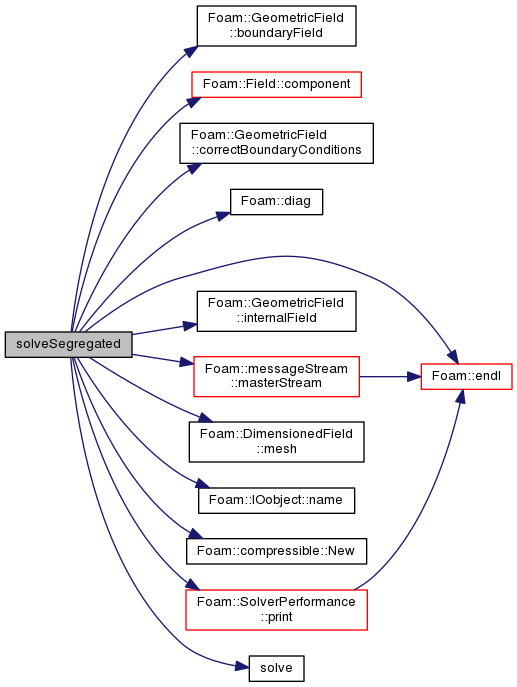 Foam::GeometricField
::boundaryField
Foam::Field::component
Foam::GeometricField
::correctBoundaryConditions
Foam::diag
Foam::GeometricField
::internalField
solveSegregated
Foam::messageStream
::masterStream
Foam::endl
Foam::DimensionedField
::mesh
Foam::IOobject::name
Foam::compressible::New
Foam::SolverPerformance
::print
solve